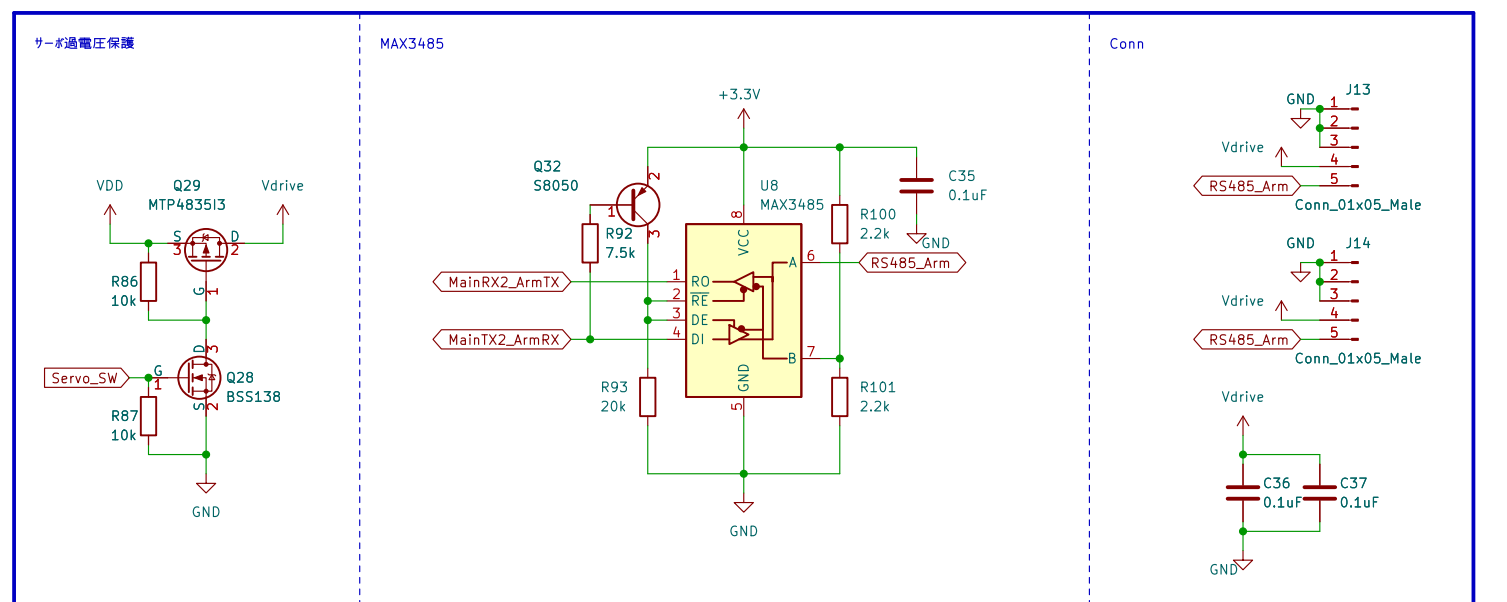 サーボ過電圧保護
VDD
Q29
MTP4835I3
Vdrive
S
3
D
2
R86
10k
G
1
D
3
Servo_SW
G
1
Q28
BSS138
R87
10k
S
2
GND
MAX3485
+3.3V
Q32
S8050
2
1
3
R92
7.5k
U8
MAX3485
C35
0.1uF
GND
R100
2.2k
8
VCC
A
6
RS485_Arm
MainRX2_ArmTX
1
RO
2
RE
3
DE
MainTX2_ArmRX
4
DI
B
7
GND
5
R93
20k
R101
2.2k
GND
Conn
J13
GND
1
2
3
Vdrive
4
RS485_Arm
5
Conn_01x05_Male
J14
GND
1
2
3
Vdrive
4
RS485_Arm
5
Conn_01x05_Male
Vdrive
C36
0.1uF
C37
0.1uF
GND